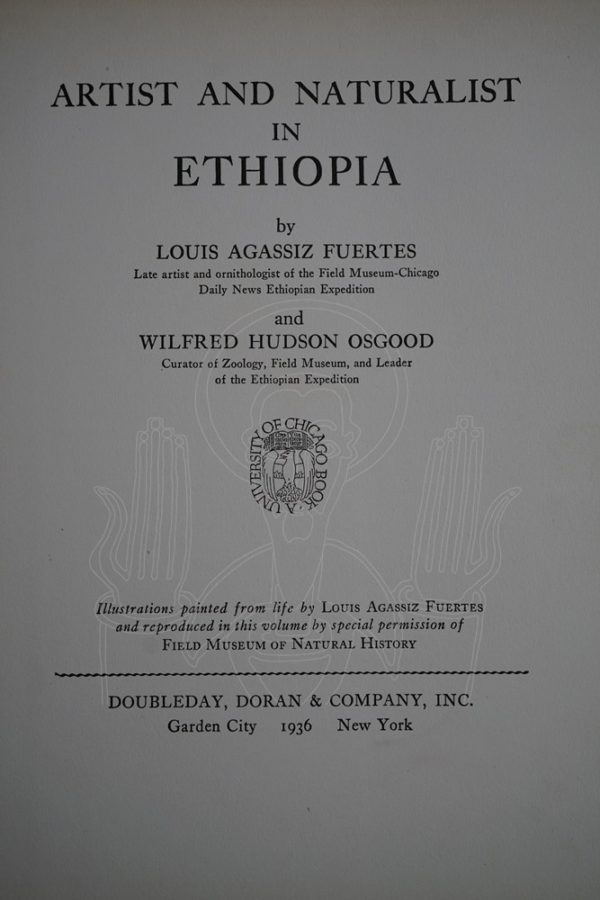 ARTIST AND NATURALIST
IN
ETHIOPIA
by
LOUIS AGASSIZ FUERTES
Late artist and ornithologist of the Field Museum-Chicago
Daily News Ethiopian Expedition
and
WILFRED HUDSON OSGOOD
Curator of Zoology, Field Museum, and Leader
of the Ethiopian Expedition
A UNIVERSITY OF CHICAGO BOOK
Illustrations painted from life by LOUIS AGASSIZ FUERTES
and reproduced in this volume by special permission of
FIELD MUSEUM OF NATURAL HISTORY
DOUBLEDAY, DORAN & COMPANY, INC.
Garden City 1936 New York